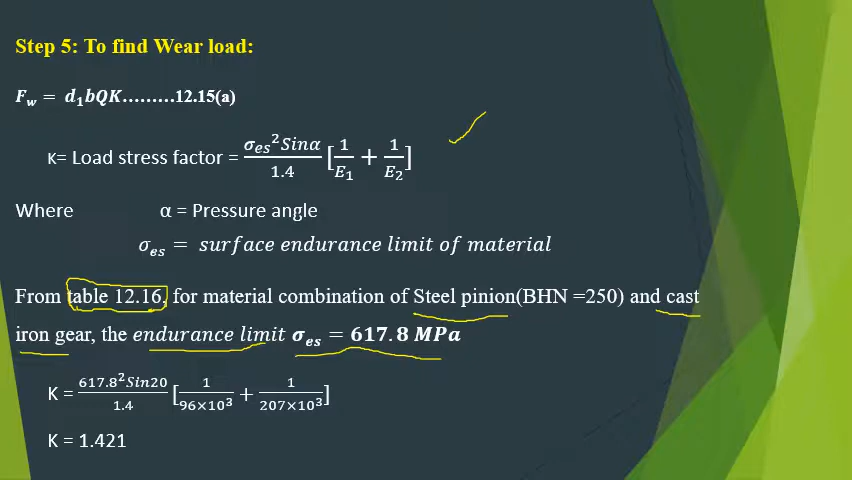 Step 5: To find Wear load:
F_w = d_1bQK.........12.15(a)
K= Load stress factor = σ_es²Sinα/1.4 [1/E_1 + 1/E_2]
Where α = Pressure angle
σ_es = surface endurance limit of material
From table 12.16, for material combination of Steel pinion(BHN =250) and cast
iron gear, the endurance limit σ_es = 617.8 MPa
K = 617.8²Sin20/1.4 [1/96×10³ + 1/207×10³]
K = 1.421